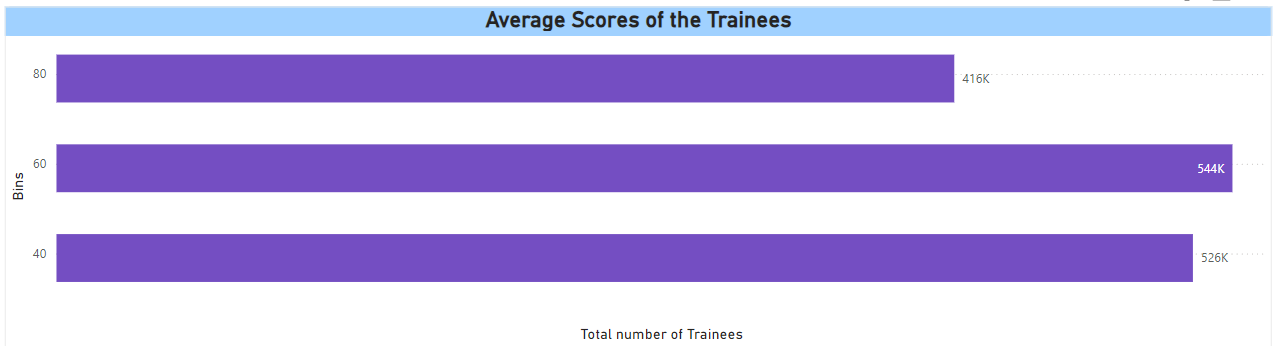 Average Scores of the Trainees
Bins
80
416K
60
544K
40
526K
Total number of Trainees